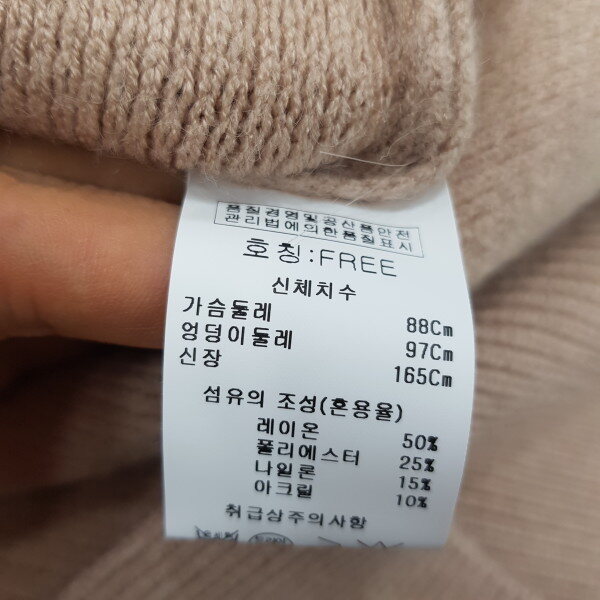 품질경영및공산품안전
관리법에의한품질표시
호칭:FREE
신체치수
가슴둘레 88Cm
엉덩이둘레 97Cm
신장 165Cm
섬유의 조성(혼용율)
레이온 50%
폴리에스터 25%
나일론 15%
아크릴 10%
취급상주의사항
드라이